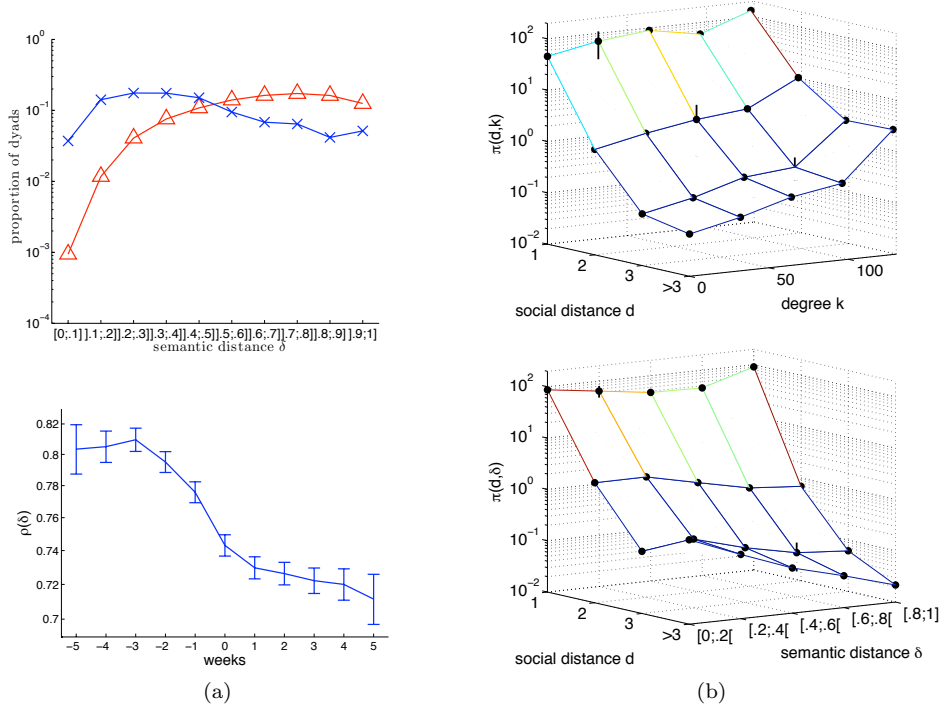 10^0
10^-1
10^-2
10^-3
10^-4
proportion of dyads
[0;.1] ].1;.2] ].2;.3] ].3;.4] ].4;.5] ].5;.6] ].6;.7] ].7;.8] ].8;.9] ].9;1]
semantic distance δ
0.82
0.8
0.78
0.76
0.74
0.72
0.7
ρ(δ)
−5 −4 −3 −2 −1 0 1 2 3 4 5
weeks
(a)
10^2
10^1
10^0
10^-1
10^-2
π(d,k)
1 2 3 >3
social distance d
0 50 100
degree k
10^2
10^1
10^0
10^-1
10^-2
π(d,δ)
1 2 3 >3
social distance d
[0;.2[ [.2;.4[ [.4;.6[ [.6;.8[ [.8;1]
semantic distance δ
(b)